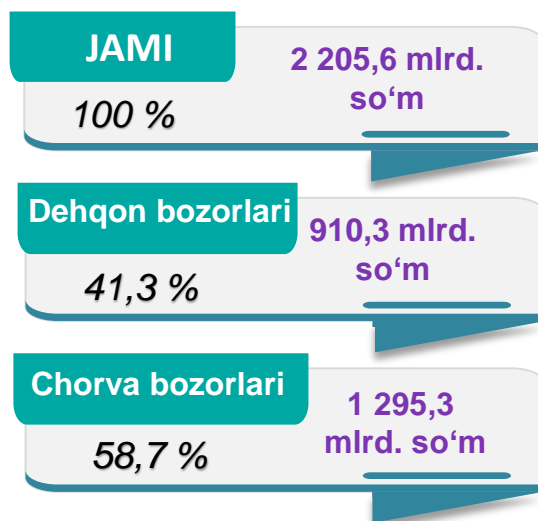 JAMI
100 %
2 205,6 mlrd.
so‘m
Dehqon bozorlari
41,3 %
910,3 mlrd.
so‘m
Chorva bozorlari
58,7 %
1 295,3
mlrd. so‘m